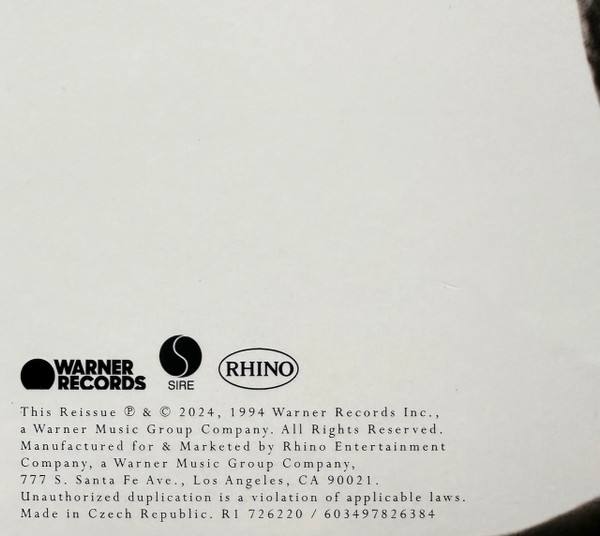 WARNER RECORDS
SIRE
RHINO
This Reissue ℗ & © 2024, 1994 Warner Records Inc.,
a Warner Music Group Company. All Rights Reserved.
Manufactured for & Marketed by Rhino Entertainment
Company, a Warner Music Group Company,
777 S. Santa Fe Ave., Los Angeles, CA 90021.
Unauthorized duplication is a violation of applicable laws.
Made in Czech Republic. R1 726220 / 603497826384